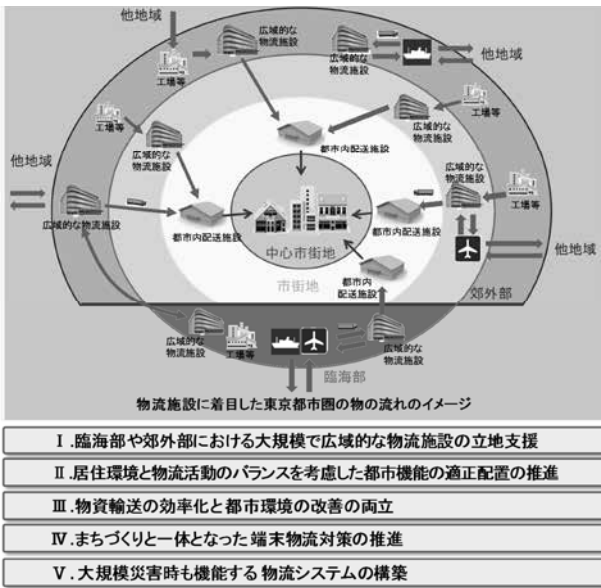 他地域
広域的な
物流施設
広域的な
物流施設
他地域
工場等
工場等
広域的な
物流施設
都市内配送施設
広域的な
物流施設
工場等
他地域
広域的な物流施設
都市内配送施設
中心市街地
市街地
都市内配送施設
広域的な
物流施設
工場等
他地域
都市内
配送施設
郊外部
広域的な
物流施設
工場等
広域的な
物流施設
臨海部
物流施設に着目した東京都市圏の物の流れのイメージ
Ⅰ.臨海部や郊外部における大規模で広域的な物流施設の立地支援
Ⅱ.居住環境と物流活動のバランスを考慮した都市機能の適正配置の推進
Ⅲ.物資輸送の効率化と都市環境の改善の両立
Ⅳ.まちづくりと一体となった端末物流対策の推進
Ⅴ.大規模災害時も機能する物流システムの構築